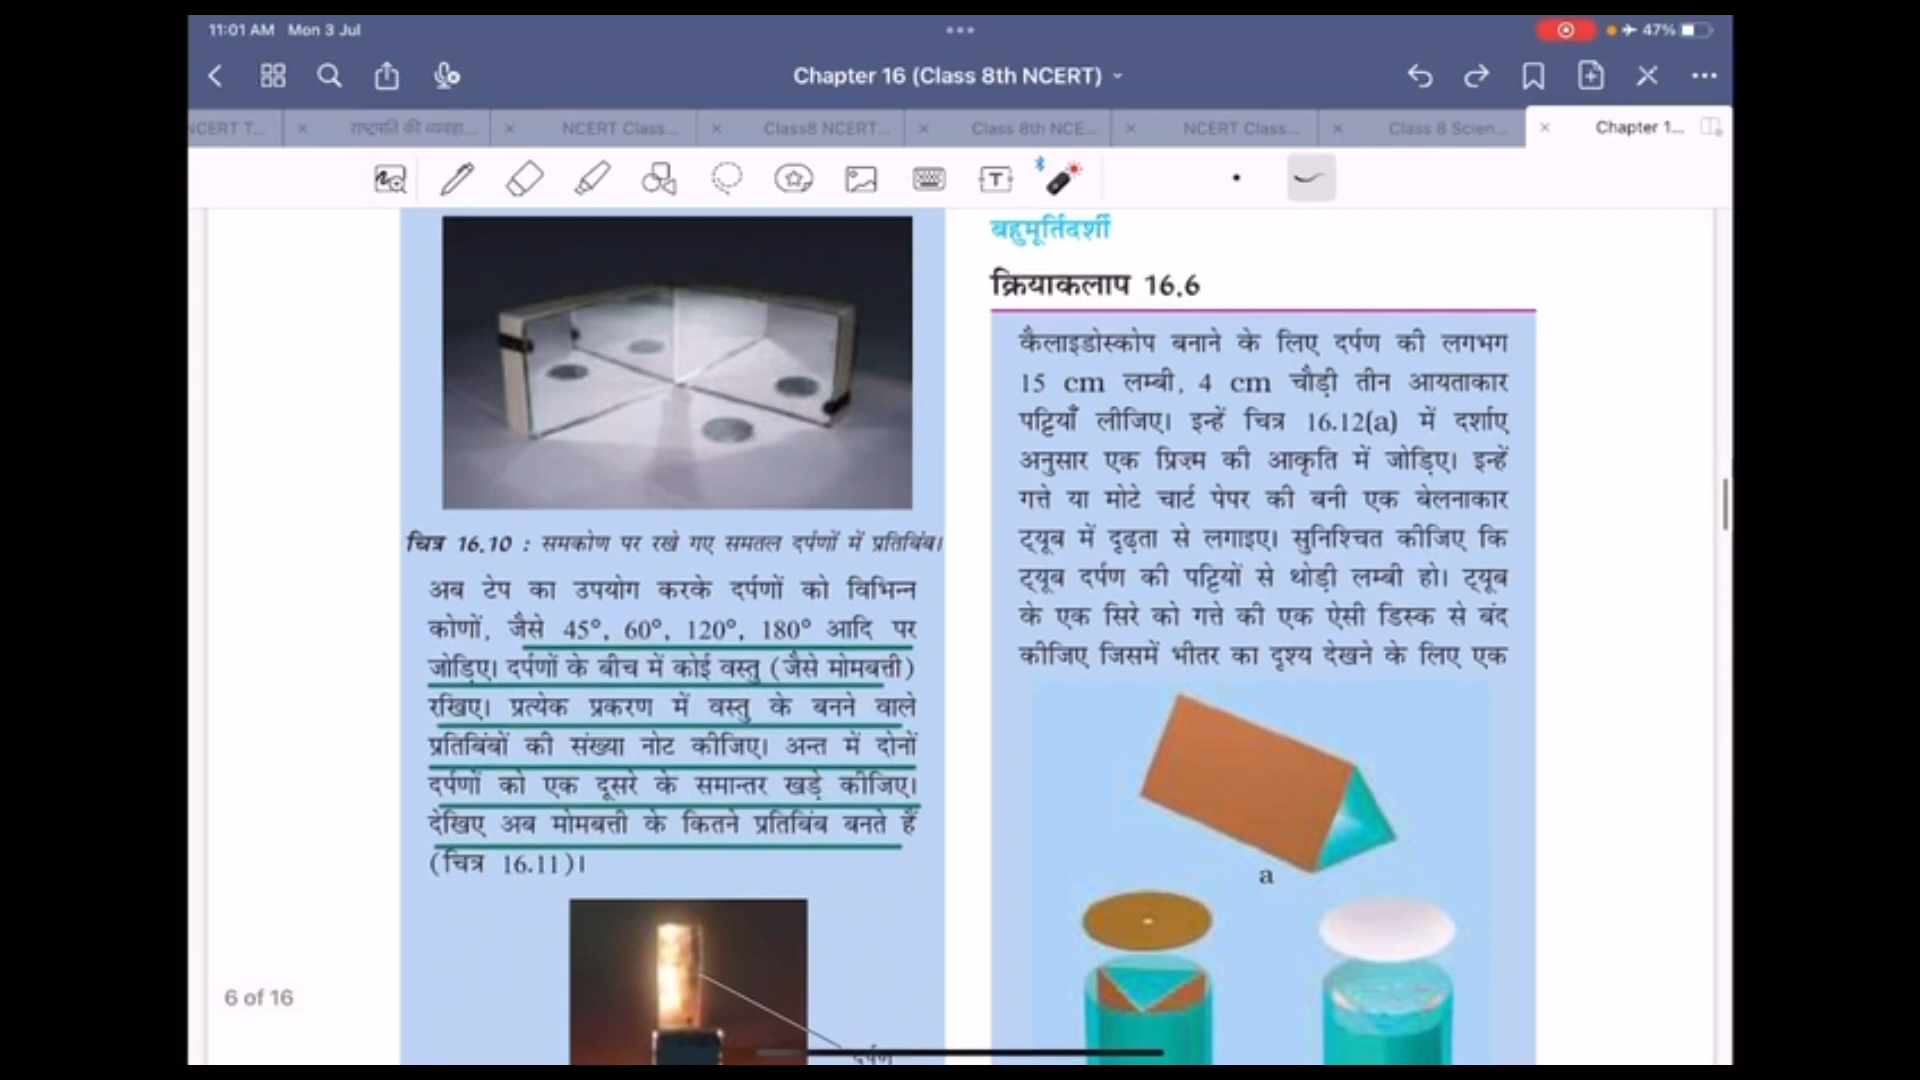 11:01 AM Mon 3 Jul
47%
Chapter 16 (Class 8th NCERT)
NCERT T...
राष्ट्रपति की व्यवहा...
NCERT Class...
Class8 NCERT...
Class 8th NCE...
NCERT Class...
Class 8 Scien...
Chapter 1...
चित्र 16.10 : समकोण पर रखे गए समतल दर्पणों में प्रतिबिंब।
अब टेप का उपयोग करके दर्पणों को विभिन्न
कोणों, जैसे 45°, 60°, 120°, 180° आदि पर
जोड़िए। दर्पणों के बीच में कोई वस्तु (जैसे मोमबत्ती)
रखिए। प्रत्येक प्रकरण में वस्तु के बनने वाले
प्रतिबिंबों की संख्या नोट कीजिए। अन्त में दोनों
दर्पणों को एक दूसरे के समान्तर खड़े कीजिए।
देखिए अब मोमबत्ती के कितने प्रतिबिंब बनते हैं
(चित्र 16.11)।
दर्पण
6 of 16
बहुमूर्तिदर्शी
क्रियाकलाप 16.6
कैलाइडोस्कोप बनाने के लिए दर्पण की लगभग
15 cm लम्बी, 4 cm चौड़ी तीन आयताकार
पट्टियाँ लीजिए। इन्हें चित्र 16.12(a) में दर्शाए
अनुसार एक प्रिज़्म की आकृति में जोड़िए। इन्हें
गत्ते या मोटे चार्ट पेपर की बनी एक बेलनाकार
ट्यूब में दृढ़ता से लगाइए। सुनिश्चित कीजिए कि
ट्यूब दर्पण की पट्टियों से थोड़ी लम्बी हो। ट्यूब
के एक सिरे को गत्ते की एक ऐसी डिस्क से बंद
कीजिए जिसमें भीतर का दृश्य देखने के लिए एक
a